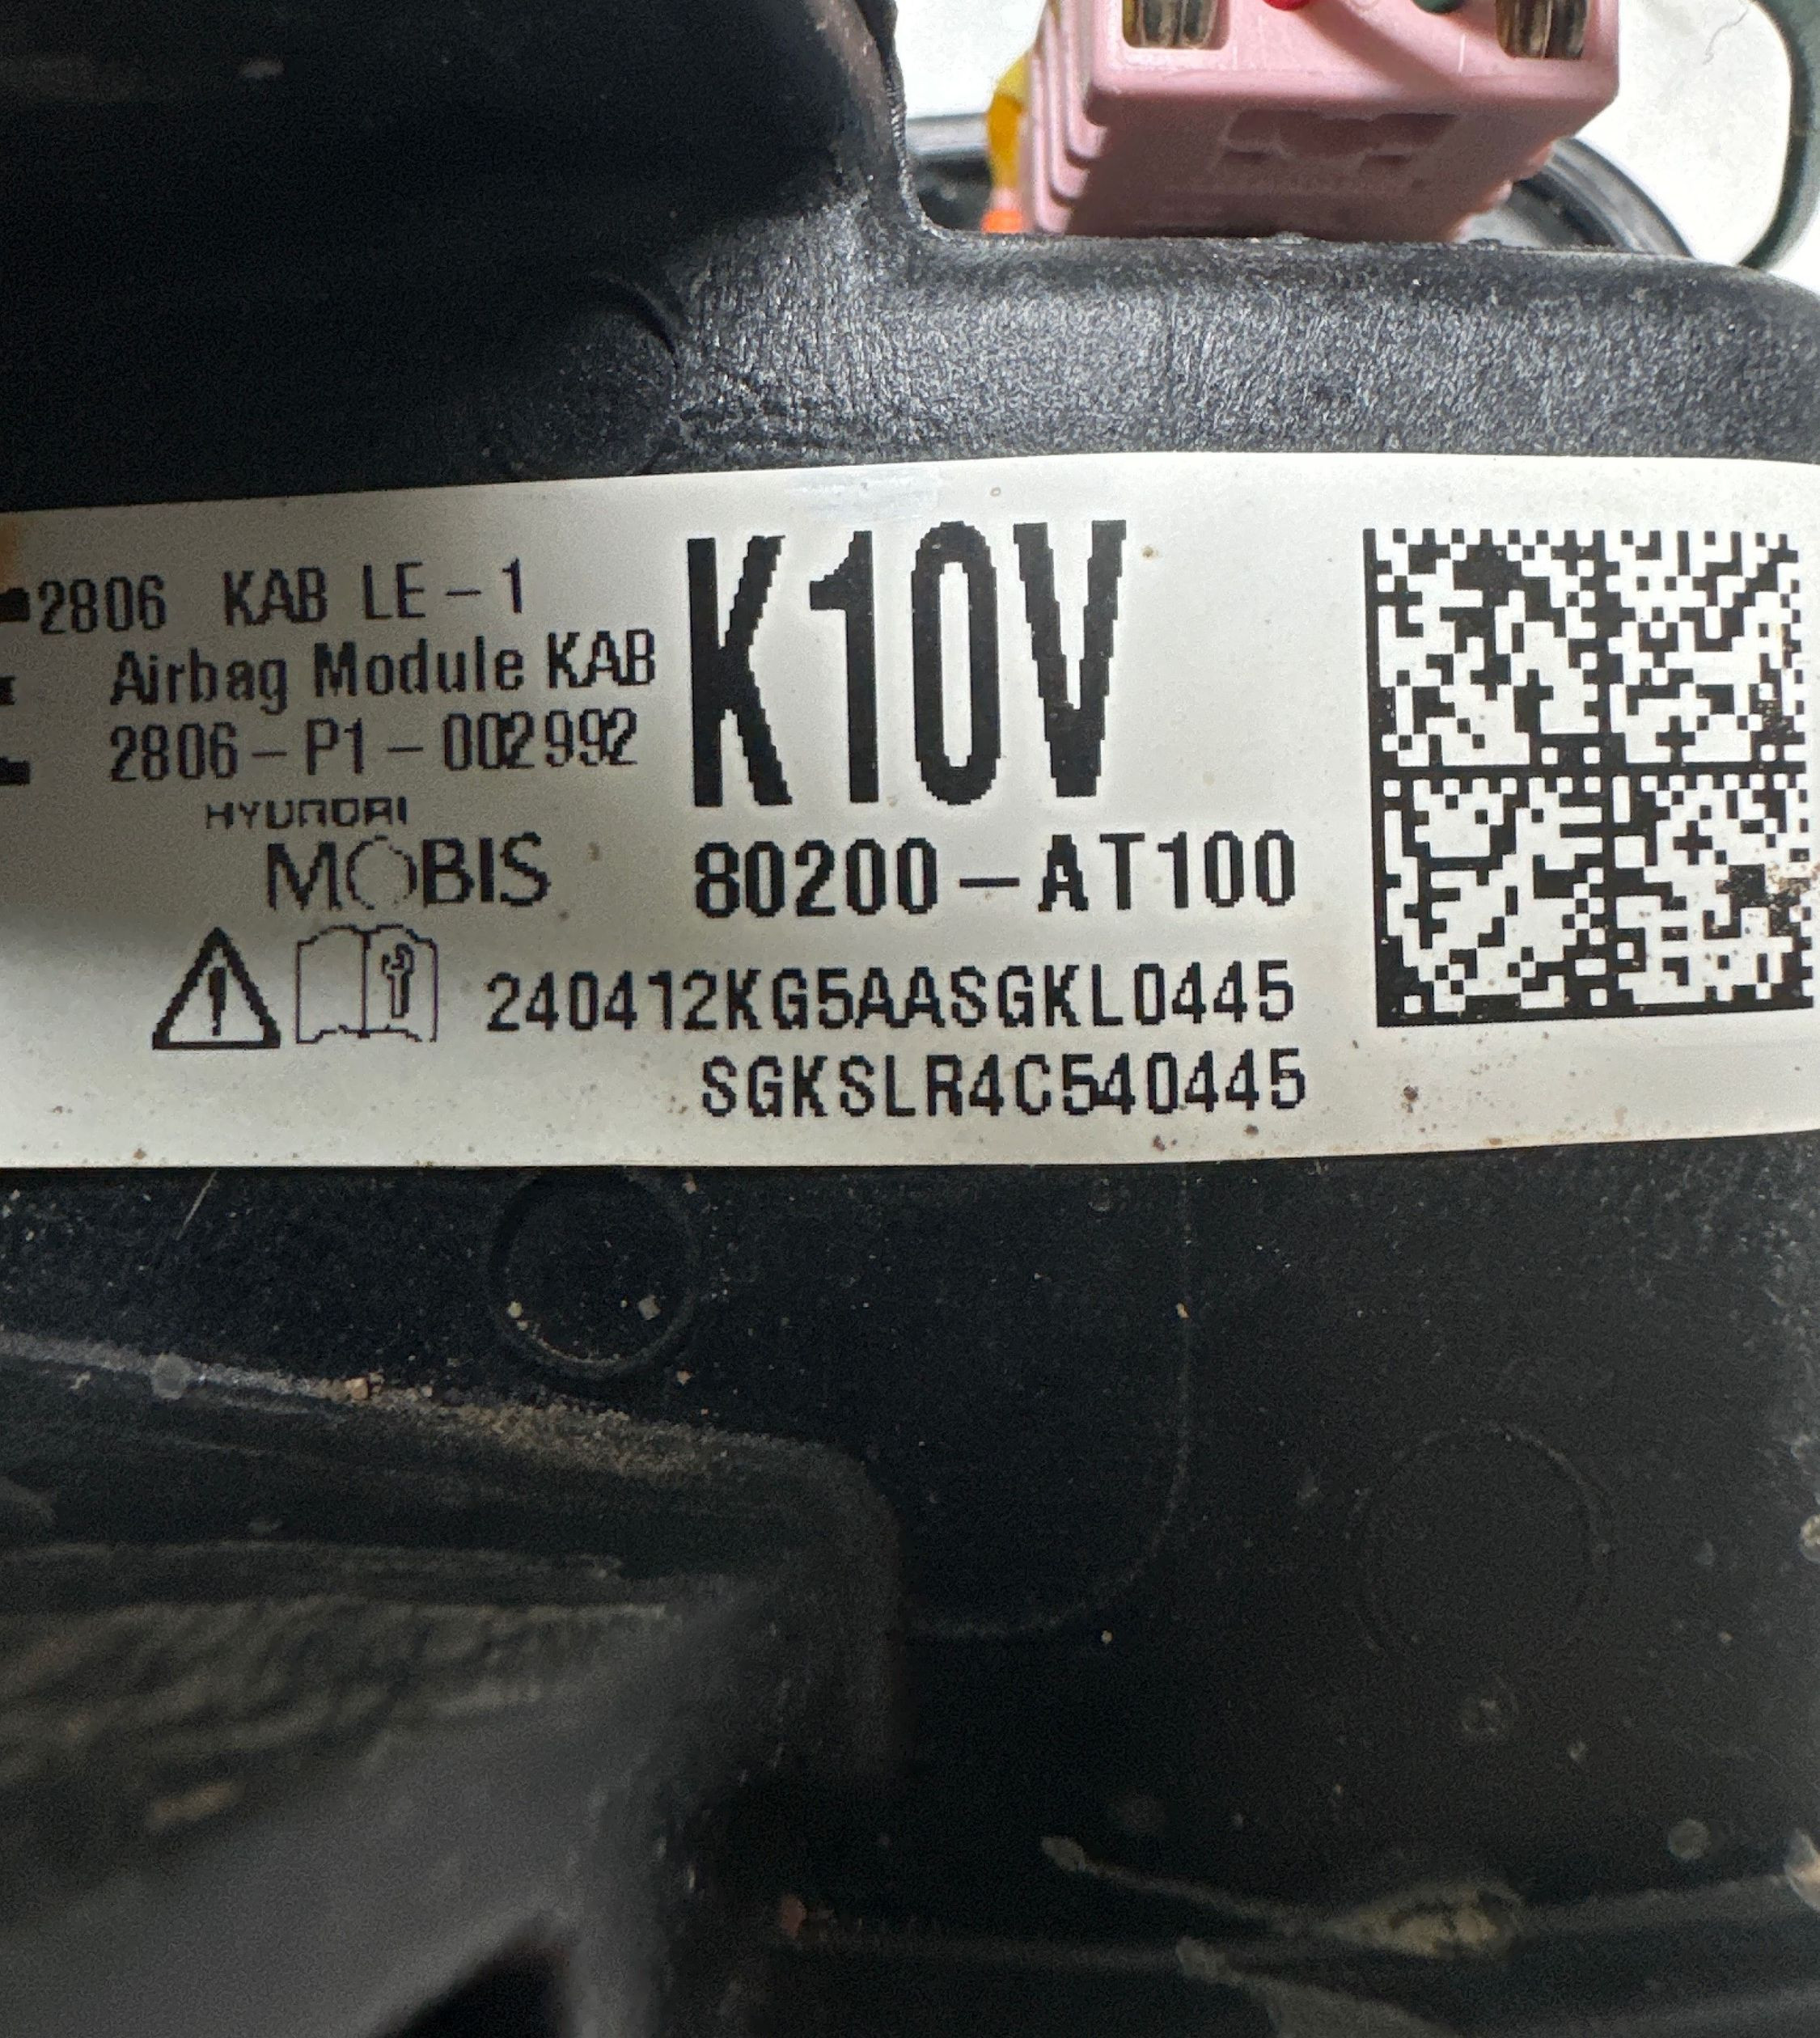 2806 KAB LE-1
Airbag Module KAB
2806-P1-002992
HYUNDAI
MOBIS
K10V
80200-AT100
240412KG5AASGKL0445
SGKSLR4C540445